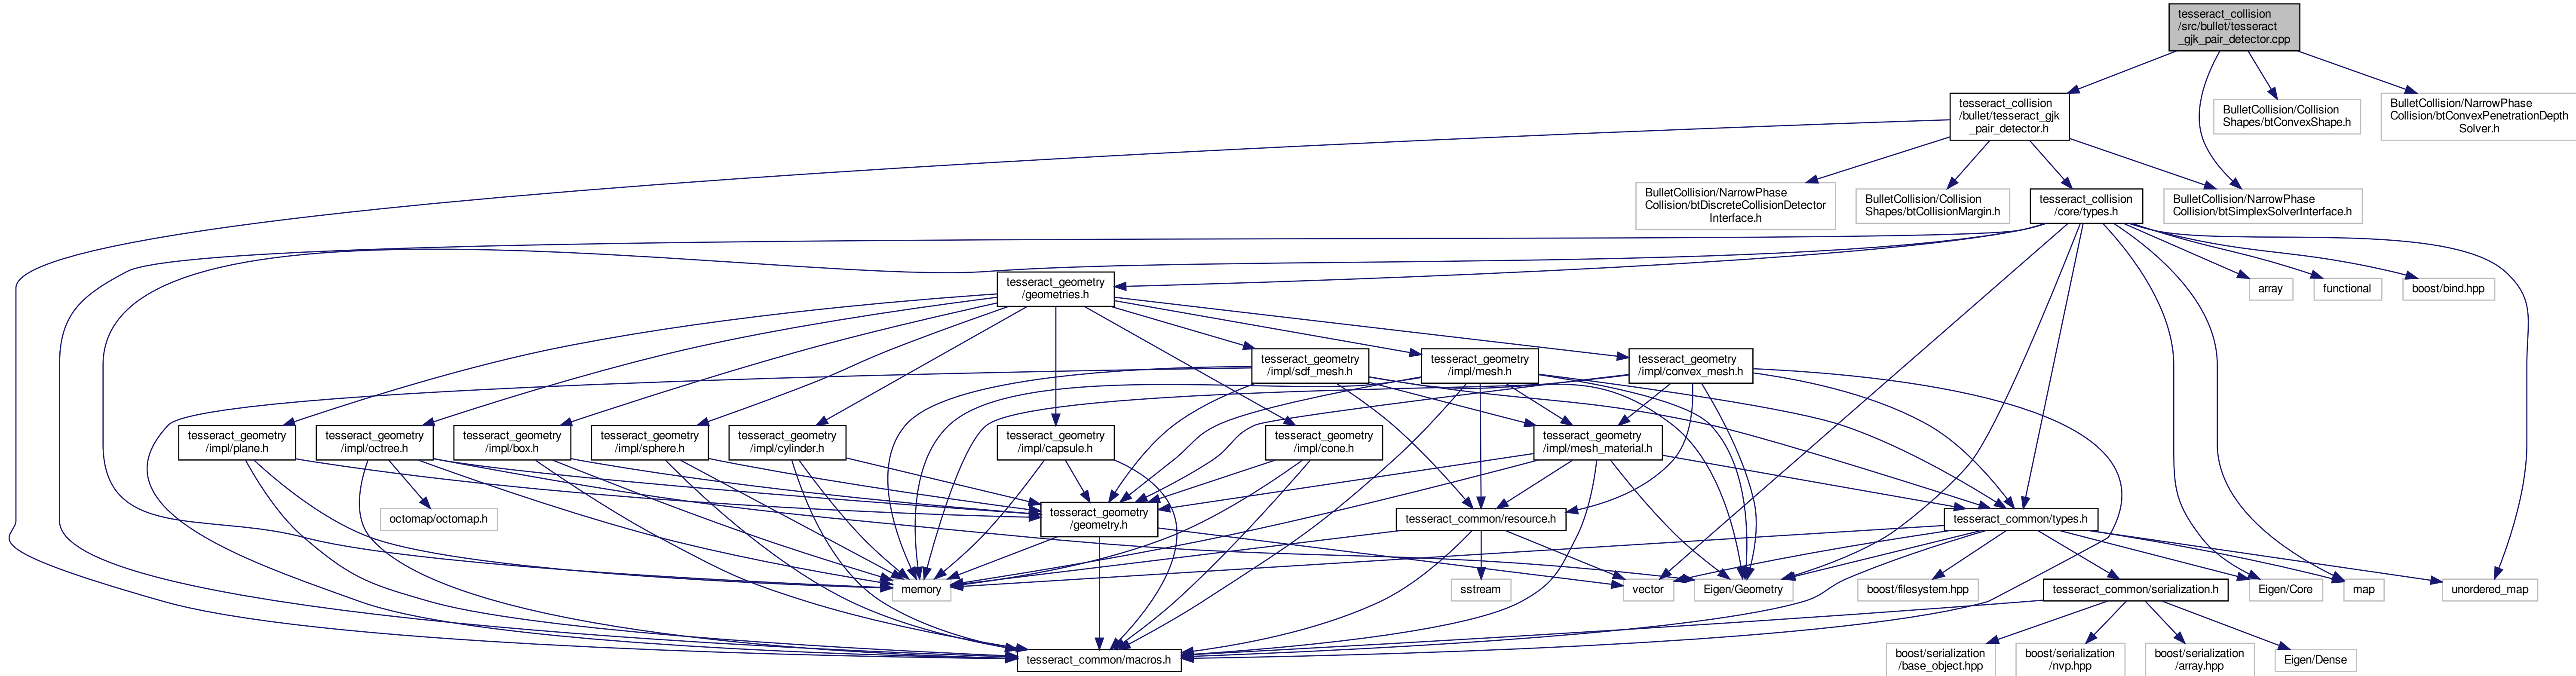 tesseract_collision
/src/bullet/tesseract
_gjk_pair_detector.cpp
tesseract_collision
/bullet/tesseract_gjk
_pair_detector.h
BulletCollision/Collision
Shapes/btConvexShape.h
BulletCollision/NarrowPhase
Collision/btConvexPenetrationDepth
Solver.h
BulletCollision/NarrowPhase
Collision/btDiscreteCollisionDetector
Interface.h
BulletCollision/Collision
Shapes/btCollisionMargin.h
tesseract_collision
/core/types.h
BulletCollision/NarrowPhase
Collision/btSimplexSolverInterface.h
tesseract_geometry
/geometries.h
array
functional
boost/bind.hpp
tesseract_geometry
/impl/sdf_mesh.h
tesseract_geometry
/impl/mesh.h
tesseract_geometry
/impl/convex_mesh.h
tesseract_geometry
/impl/plane.h
tesseract_geometry
/impl/octree.h
tesseract_geometry
/impl/box.h
tesseract_geometry
/impl/sphere.h
tesseract_geometry
/impl/cylinder.h
tesseract_geometry
/impl/capsule.h
tesseract_geometry
/impl/cone.h
tesseract_geometry
/impl/mesh_material.h
octomap/octomap.h
tesseract_geometry
/geometry.h
tesseract_common/resource.h
tesseract_common/types.h
memory
sstream
vector
Eigen/Geometry
boost/filesystem.hpp
tesseract_common/serialization.h
Eigen/Core
map
unordered_map
tesseract_common/macros.h
boost/serialization
/base_object.hpp
boost/serialization
/nvp.hpp
boost/serialization
/array.hpp
Eigen/Dense